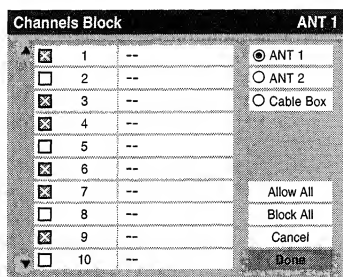 Channels Block ANT 1
1 --
2 --
3 --
4 --
5 --
6 --
7 --
8 --
9 --
10 --
ANT 1
ANT 2
Cable Box
Allow All
Block All
Cancel
Done